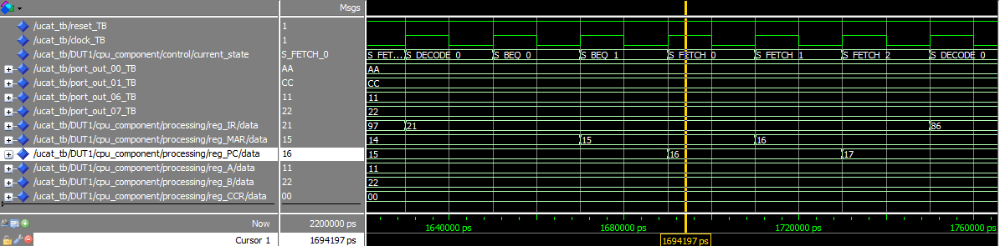 Msgs
/ucat_tb/reset_TB 1
/ucat_tb/clock_TB 1
/ucat_tb/DUT1/cpu_component/control/current_state S_FETCH_0 S_FET... S_DECODE_0 S_BEQ_0 S_BEQ_1 S_FETCH_0 S_FETCH_1 S_FETCH_2 S_DECODE_0
/ucat_tb/port_out_00_TB AA AA
/ucat_tb/port_out_01_TB CC CC
/ucat_tb/port_out_06_TB 11 11
/ucat_tb/port_out_07_TB 22 22
/ucat_tb/DUT1/cpu_component/processing/reg_IR/data 21 97 21 86
/ucat_tb/DUT1/cpu_component/processing/reg_MAR/data 15 14 15 16
/ucat_tb/DUT1/cpu_component/processing/reg_PC/data 16 15 16 17
/ucat_tb/DUT1/cpu_component/processing/reg_A/data 11 11
/ucat_tb/DUT1/cpu_component/processing/reg_B/data 22 22
/ucat_tb/DUT1/cpu_component/processing/reg_CCR/data 00 00
Now 2200000 ps 1640000 ps 1680000 ps 1720000 ps 1760000 ps
Cursor 1 1694197 ps 1694197 ps